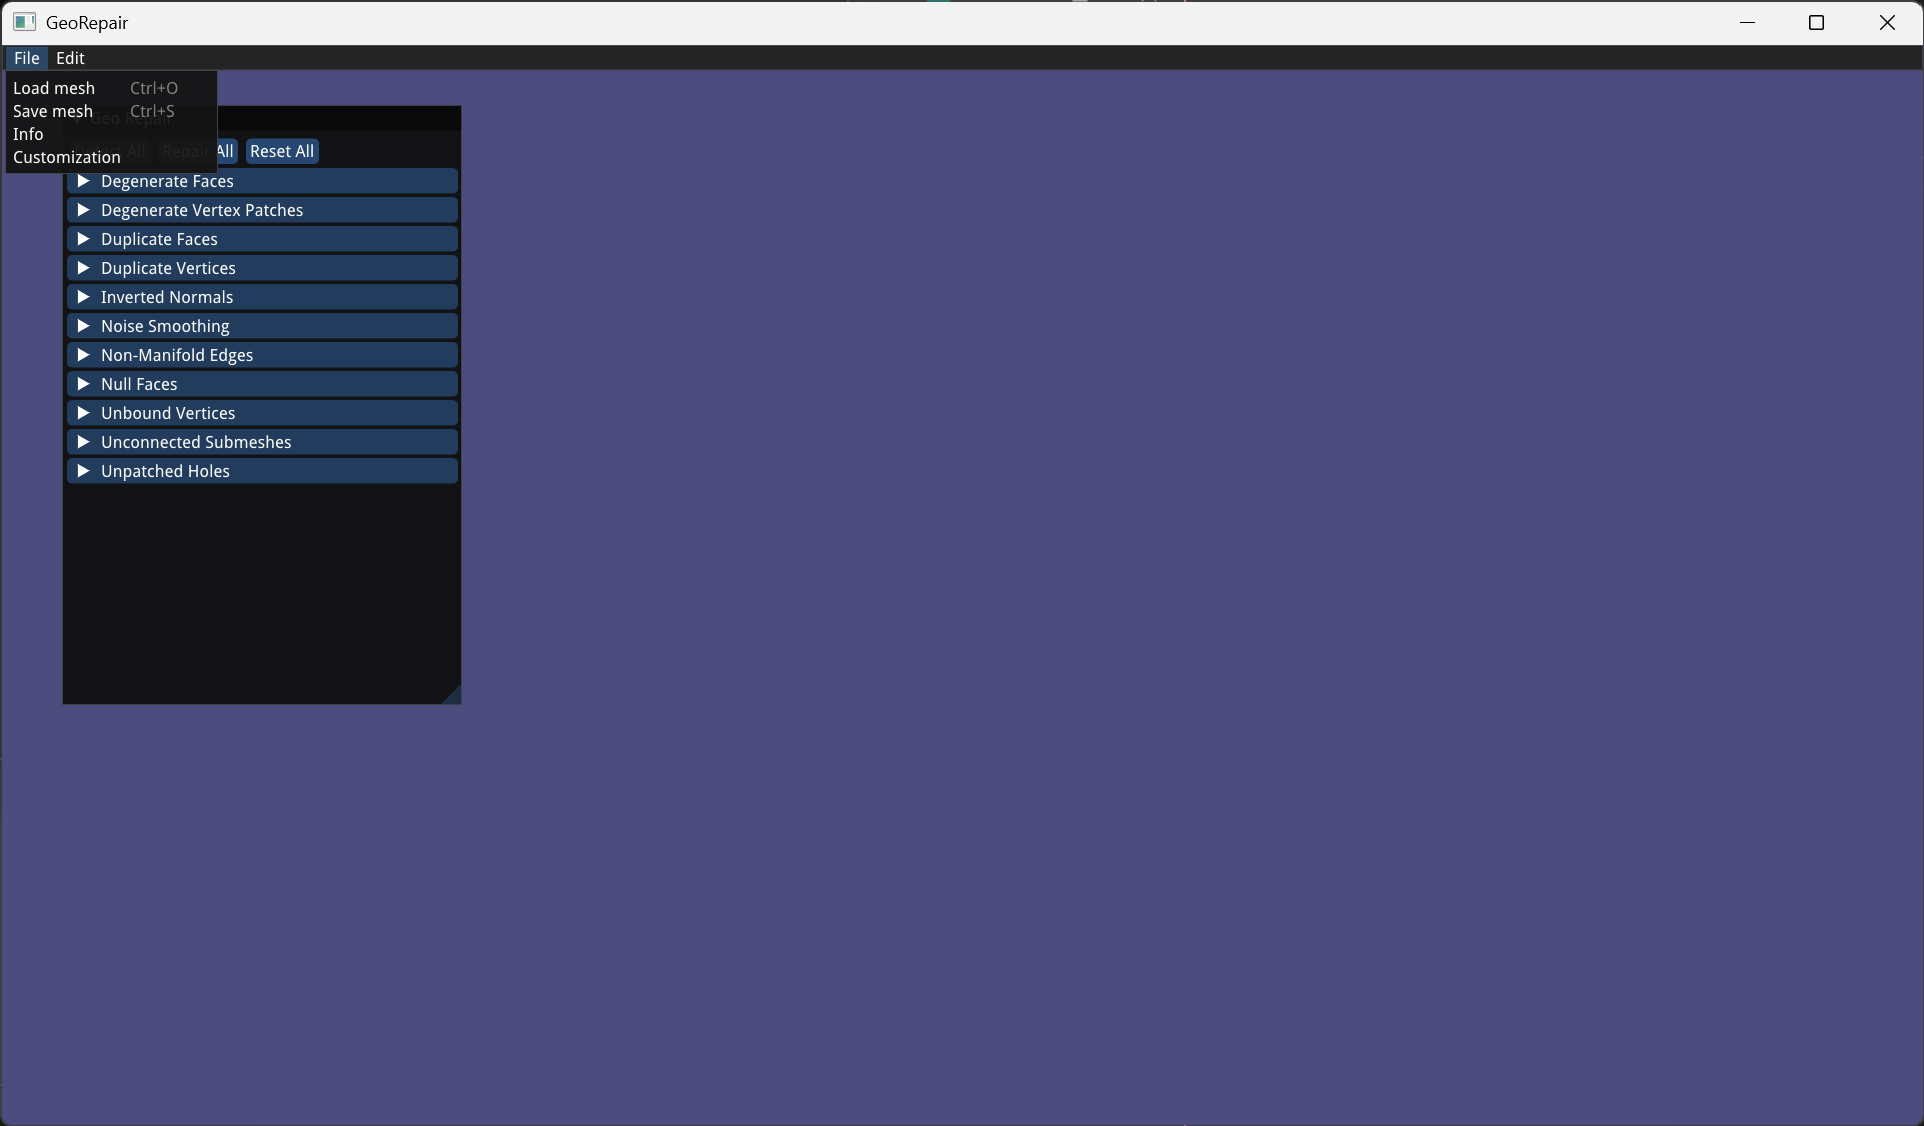 GeoRepair
File Edit
Load mesh Ctrl+O
Save mesh Ctrl+S
Info
Customization
Geo Repair
All Repair All Reset All
Degenerate Faces
Degenerate Vertex Patches
Duplicate Faces
Duplicate Vertices
Inverted Normals
Noise Smoothing
Non-Manifold Edges
Null Faces
Unbound Vertices
Unconnected Submeshes
Unpatched Holes